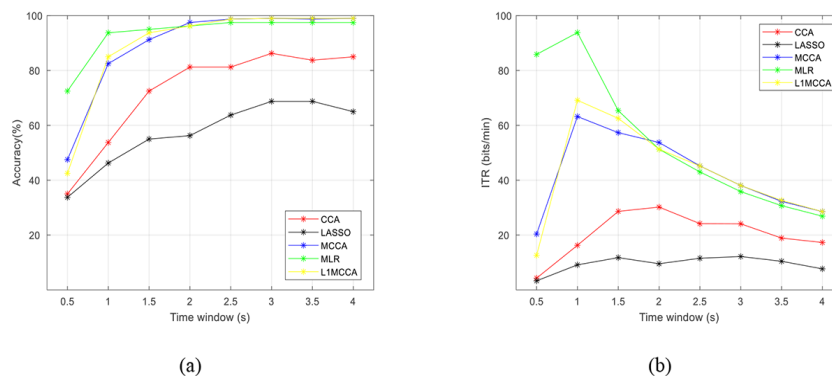 100
80
60
40
20
Accuracy(%)
0.5 1 1.5 2 2.5 3 3.5 4
Time window (s)
CCA
LASSO
MCCA
MLR
L1MCCA
(a)
100
80
60
40
20
ITR (bits/min)
0.5 1 1.5 2 2.5 3 3.5 4
Time window (s)
CCA
LASSO
MCCA
MLR
L1MCCA
(b)